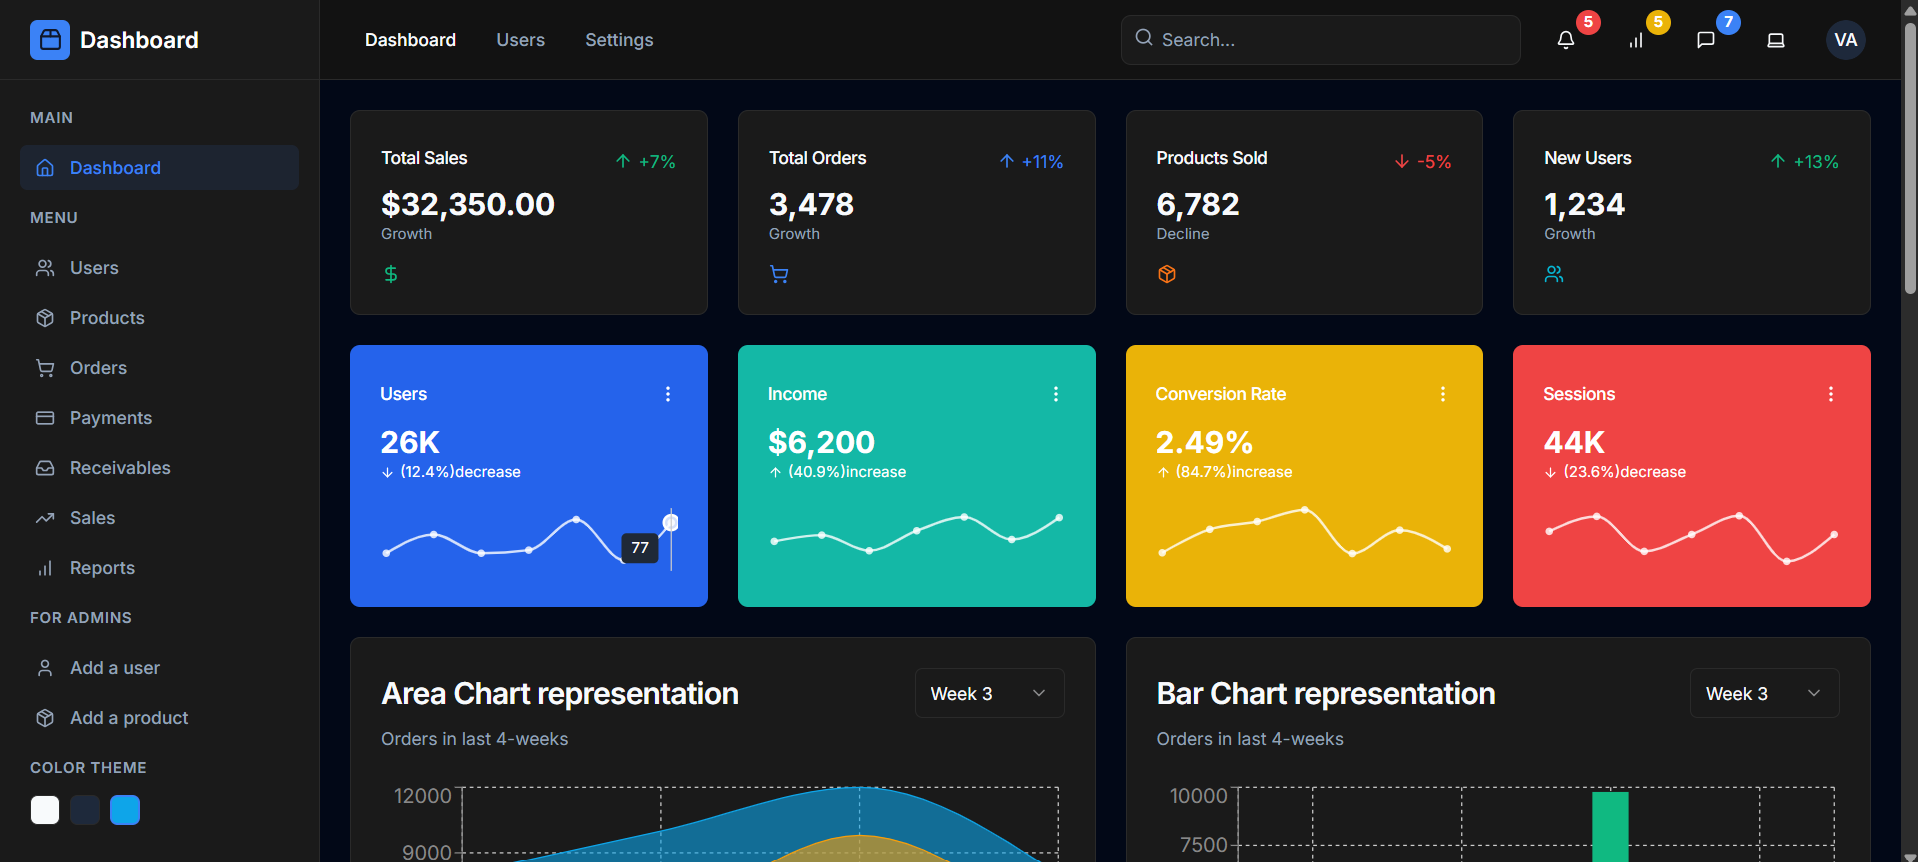 Dashboard
Dashboard Users Settings
Search...
5
5
7
VA
MAIN
Dashboard
MENU
Users
Products
Orders
Payments
Receivables
Sales
Reports
FOR ADMINS
Add a user
Add a product
COLOR THEME
Total Sales
+7%
$32,350.00
Growth
Total Orders
+11%
3,478
Growth
Products Sold
-5%
6,782
Decline
New Users
+13%
1,234
Growth
Users
26K
(12.4%)decrease
77
Income
$6,200
(40.9%)increase
Conversion Rate
2.49%
(84.7%)increase
Sessions
44K
(23.6%)decrease
Area Chart representation
Week 3
Orders in last 4-weeks
12000
9000
Bar Chart representation
Week 3
Orders in last 4-weeks
10000
7500